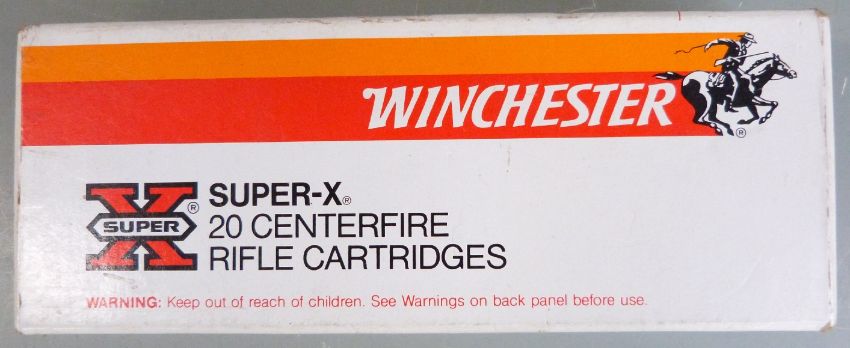 WINCHESTER®
X SUPER®
SUPER-X®
20 CENTERFIRE
RIFLE CARTRIDGES
WARNING: Keep out of reach of children. See Warnings on back panel before use.